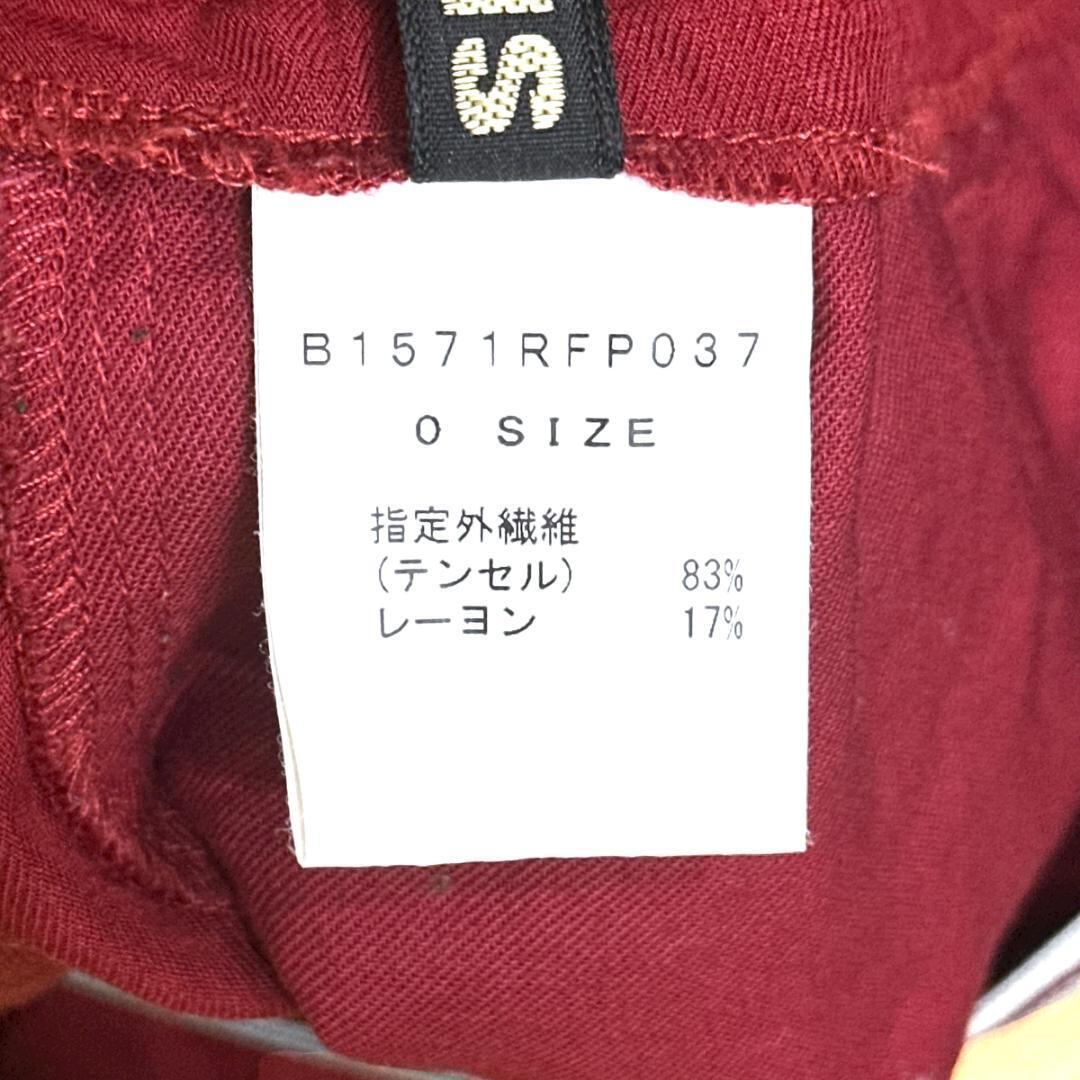 S
B1571RFP037
0 SIZE
指定外繊維
(テンセル) 83%
レーヨン 17%